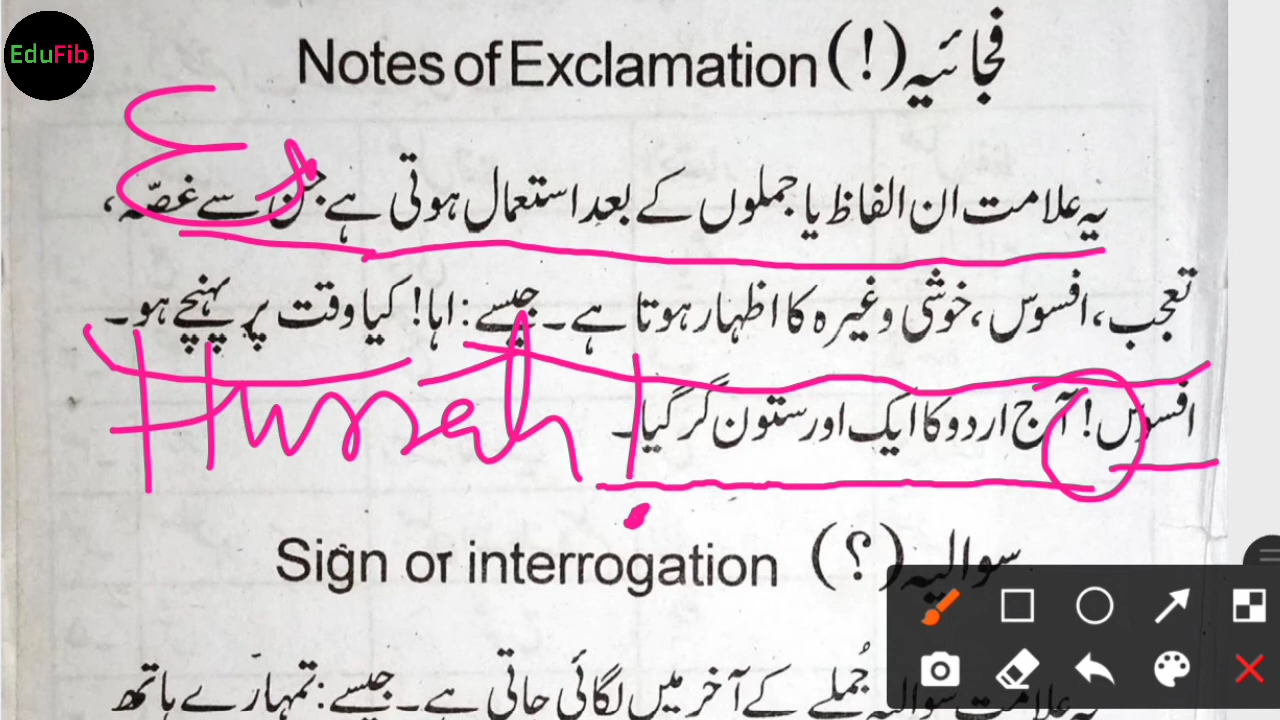 EduFib
Notes of Exclamation (!) فجائیہ
یہ علامت ان الفاظ یا جملوں کے بعد استعمال ہوتی ہے جن سے غصّہ،
تعجب، افسوس، خوشی وغیرہ کا اظہار ہوتا ہے۔ جیسے: اہا! کیا وقت پر پہنچے ہو۔
افسوس! آج اردو کا ایک اور ستون گر گیا۔
Hurrah!
Sign or interrogation (؟) سوالیہ
یہ علامت سوالیہ جُملے کے آخر میں لگائی جاتی ہے۔ جیسے: تمہارے ہاتھ